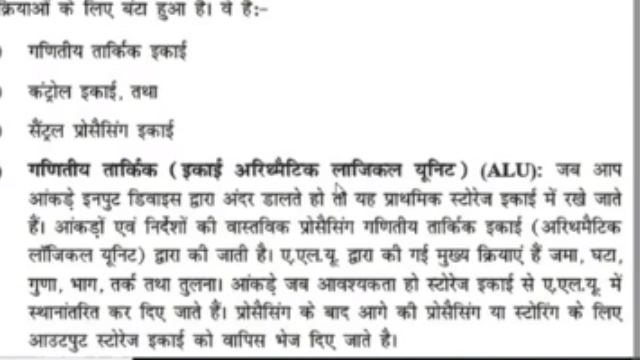 क्रियाओं के लिए बंटा हुआ है। वे है:-
गणितीय तार्किक इकाई
कंट्रोल इकाई, तथा
सैंट्रल प्रोसैसिंग इकाई
गणितीय तार्किक (इकाई अरिथ्मैटिक लाजिकल यूनिट) (ALU): जब आप
आंकड़े इनपुट डिवाइस द्वारा अंदर डालते हो तो यह प्राथमिक स्टोरेज इकाई में रखे जाते
हैं। आंकड़ों एवं निर्देशों की वास्तविक प्रोसैसिंग गणितीय तार्किक इकाई (अरिथमैटिक
लॉजिकल यूनिट) द्वारा की जाती है। ए.एल.यू. द्वारा की गई मुख्य क्रियाएं हैं जमा, घटा,
गुणा, भाग, तर्क तथा तुलना। आंकड़े जब आवश्यकता हो स्टोरेज इकाई से ए.एल.यू. में
स्थानांतरित कर दिए जाते हैं। प्रोसैसिंग के बाद आगे की प्रोसैसिंग या स्टोरिंग के लिए
आउटपुट स्टोरेज इकाई को वापिस भेज दिए जाते है।